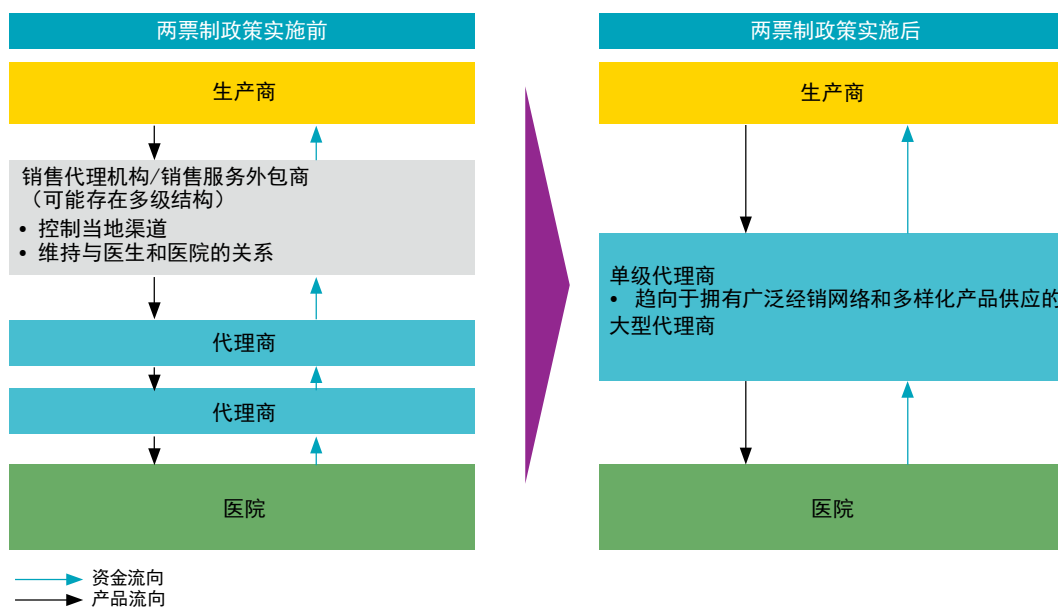 两票制政策实施前
生产商
销售代理机构/销售服务外包商
（可能存在多级结构）
• 控制当地渠道
• 维持与医生和医院的关系
代理商
代理商
医院
两票制政策实施后
生产商
单级代理商
• 趋向于拥有广泛经销网络和多样化产品供应的
大型代理商
医院
资金流向
产品流向